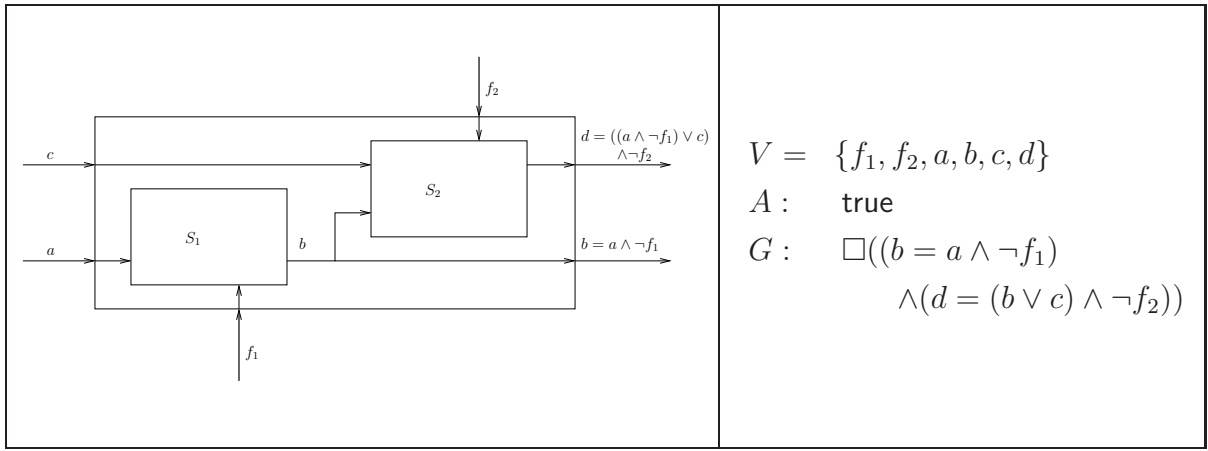 f₂
d = ((a ∧ ¬f₁) ∨ c)
∧¬f₂
c
S₂
S₁
b
b = a ∧ ¬f₁
a
f₁
V = {f₁, f₂, a, b, c, d}
A : true
G : □((b = a ∧ ¬f₁)
∧(d = (b ∨ c) ∧ ¬f₂))